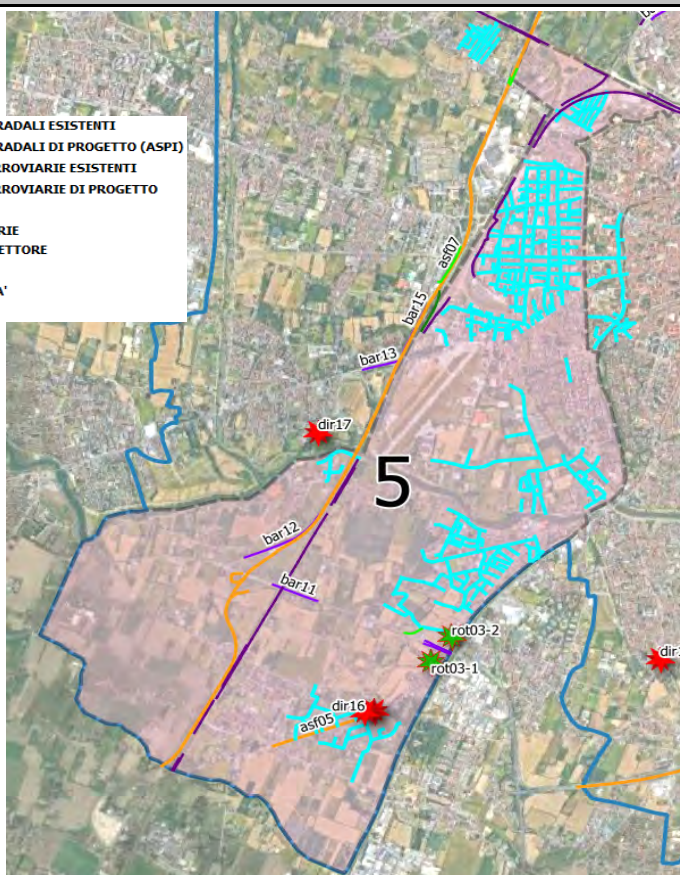 RADALI ESISTENTI
RADALI DI PROGETTO (ASPI)
RROVIARIE ESISTENTI
RROVIARIE DI PROGETTO
RIE
ETTORE
A'
asf07
bar15
bar13
dir17
5
bar12
bar11
rot03-2
rot03-1
dir16
asf05